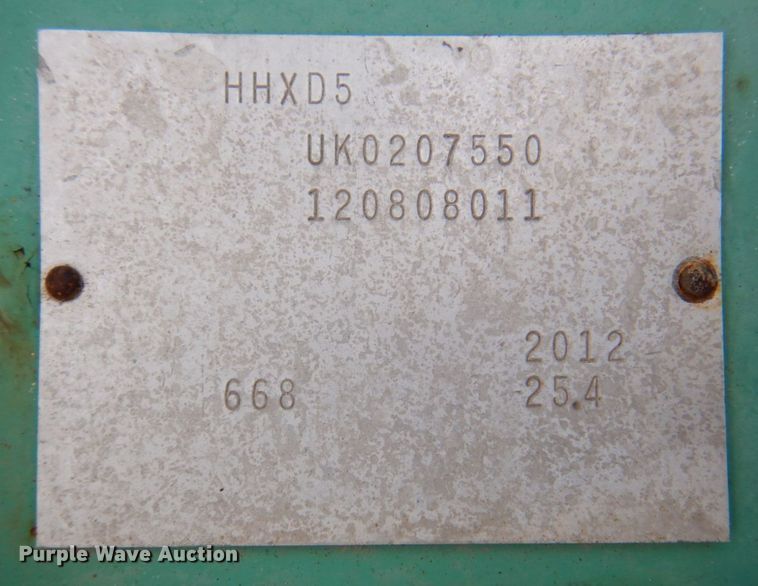 HHXD5
UK0207550
120808011
2012
668 25.4
Purple Wave Auction